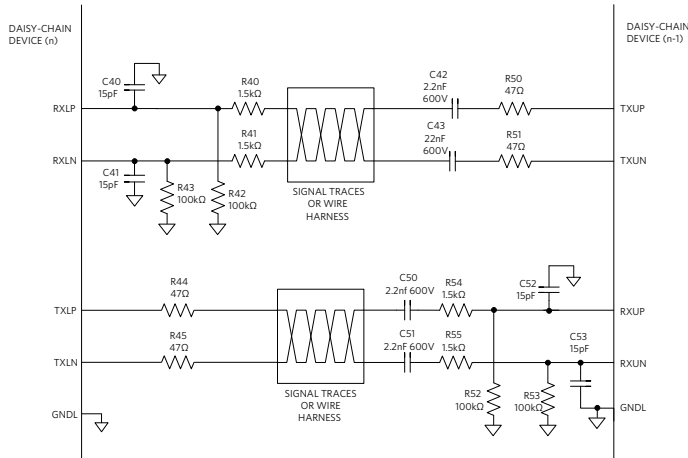 DAISY-CHAIN
DEVICE (n)
DAISY-CHAIN
DEVICE (n-1)
C40
15pF
R40
1.5kΩ
C42
2.2nF
600V
R50
47Ω
RXLP
TXUP
R41
1.5kΩ
C43
22nF
600V
R51
47Ω
RXLN
TXUN
C41
15pF
R43
100kΩ
R42
100kΩ
SIGNAL TRACES
OR WIRE
HARNESS
R44
47Ω
C50
2.2nf 600V
R54
1.5kΩ
C52
15pF
TXLP
RXUP
R45
47Ω
C51
2.2nF 600V
R55
1.5kΩ
C53
15pF
TXLN
RXUN
SIGNAL TRACES
OR WIRE
HARNESS
R52
100kΩ
R53
100kΩ
GNDL
GNDL